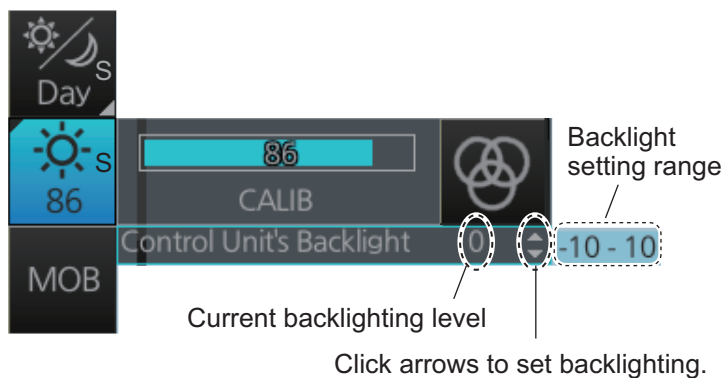 S
Day
S
86
86
CALIB
Control Unit's Backlight 0
-10 - 10
MOB
Backlight
setting range
Current backlighting level
Click arrows to set backlighting.